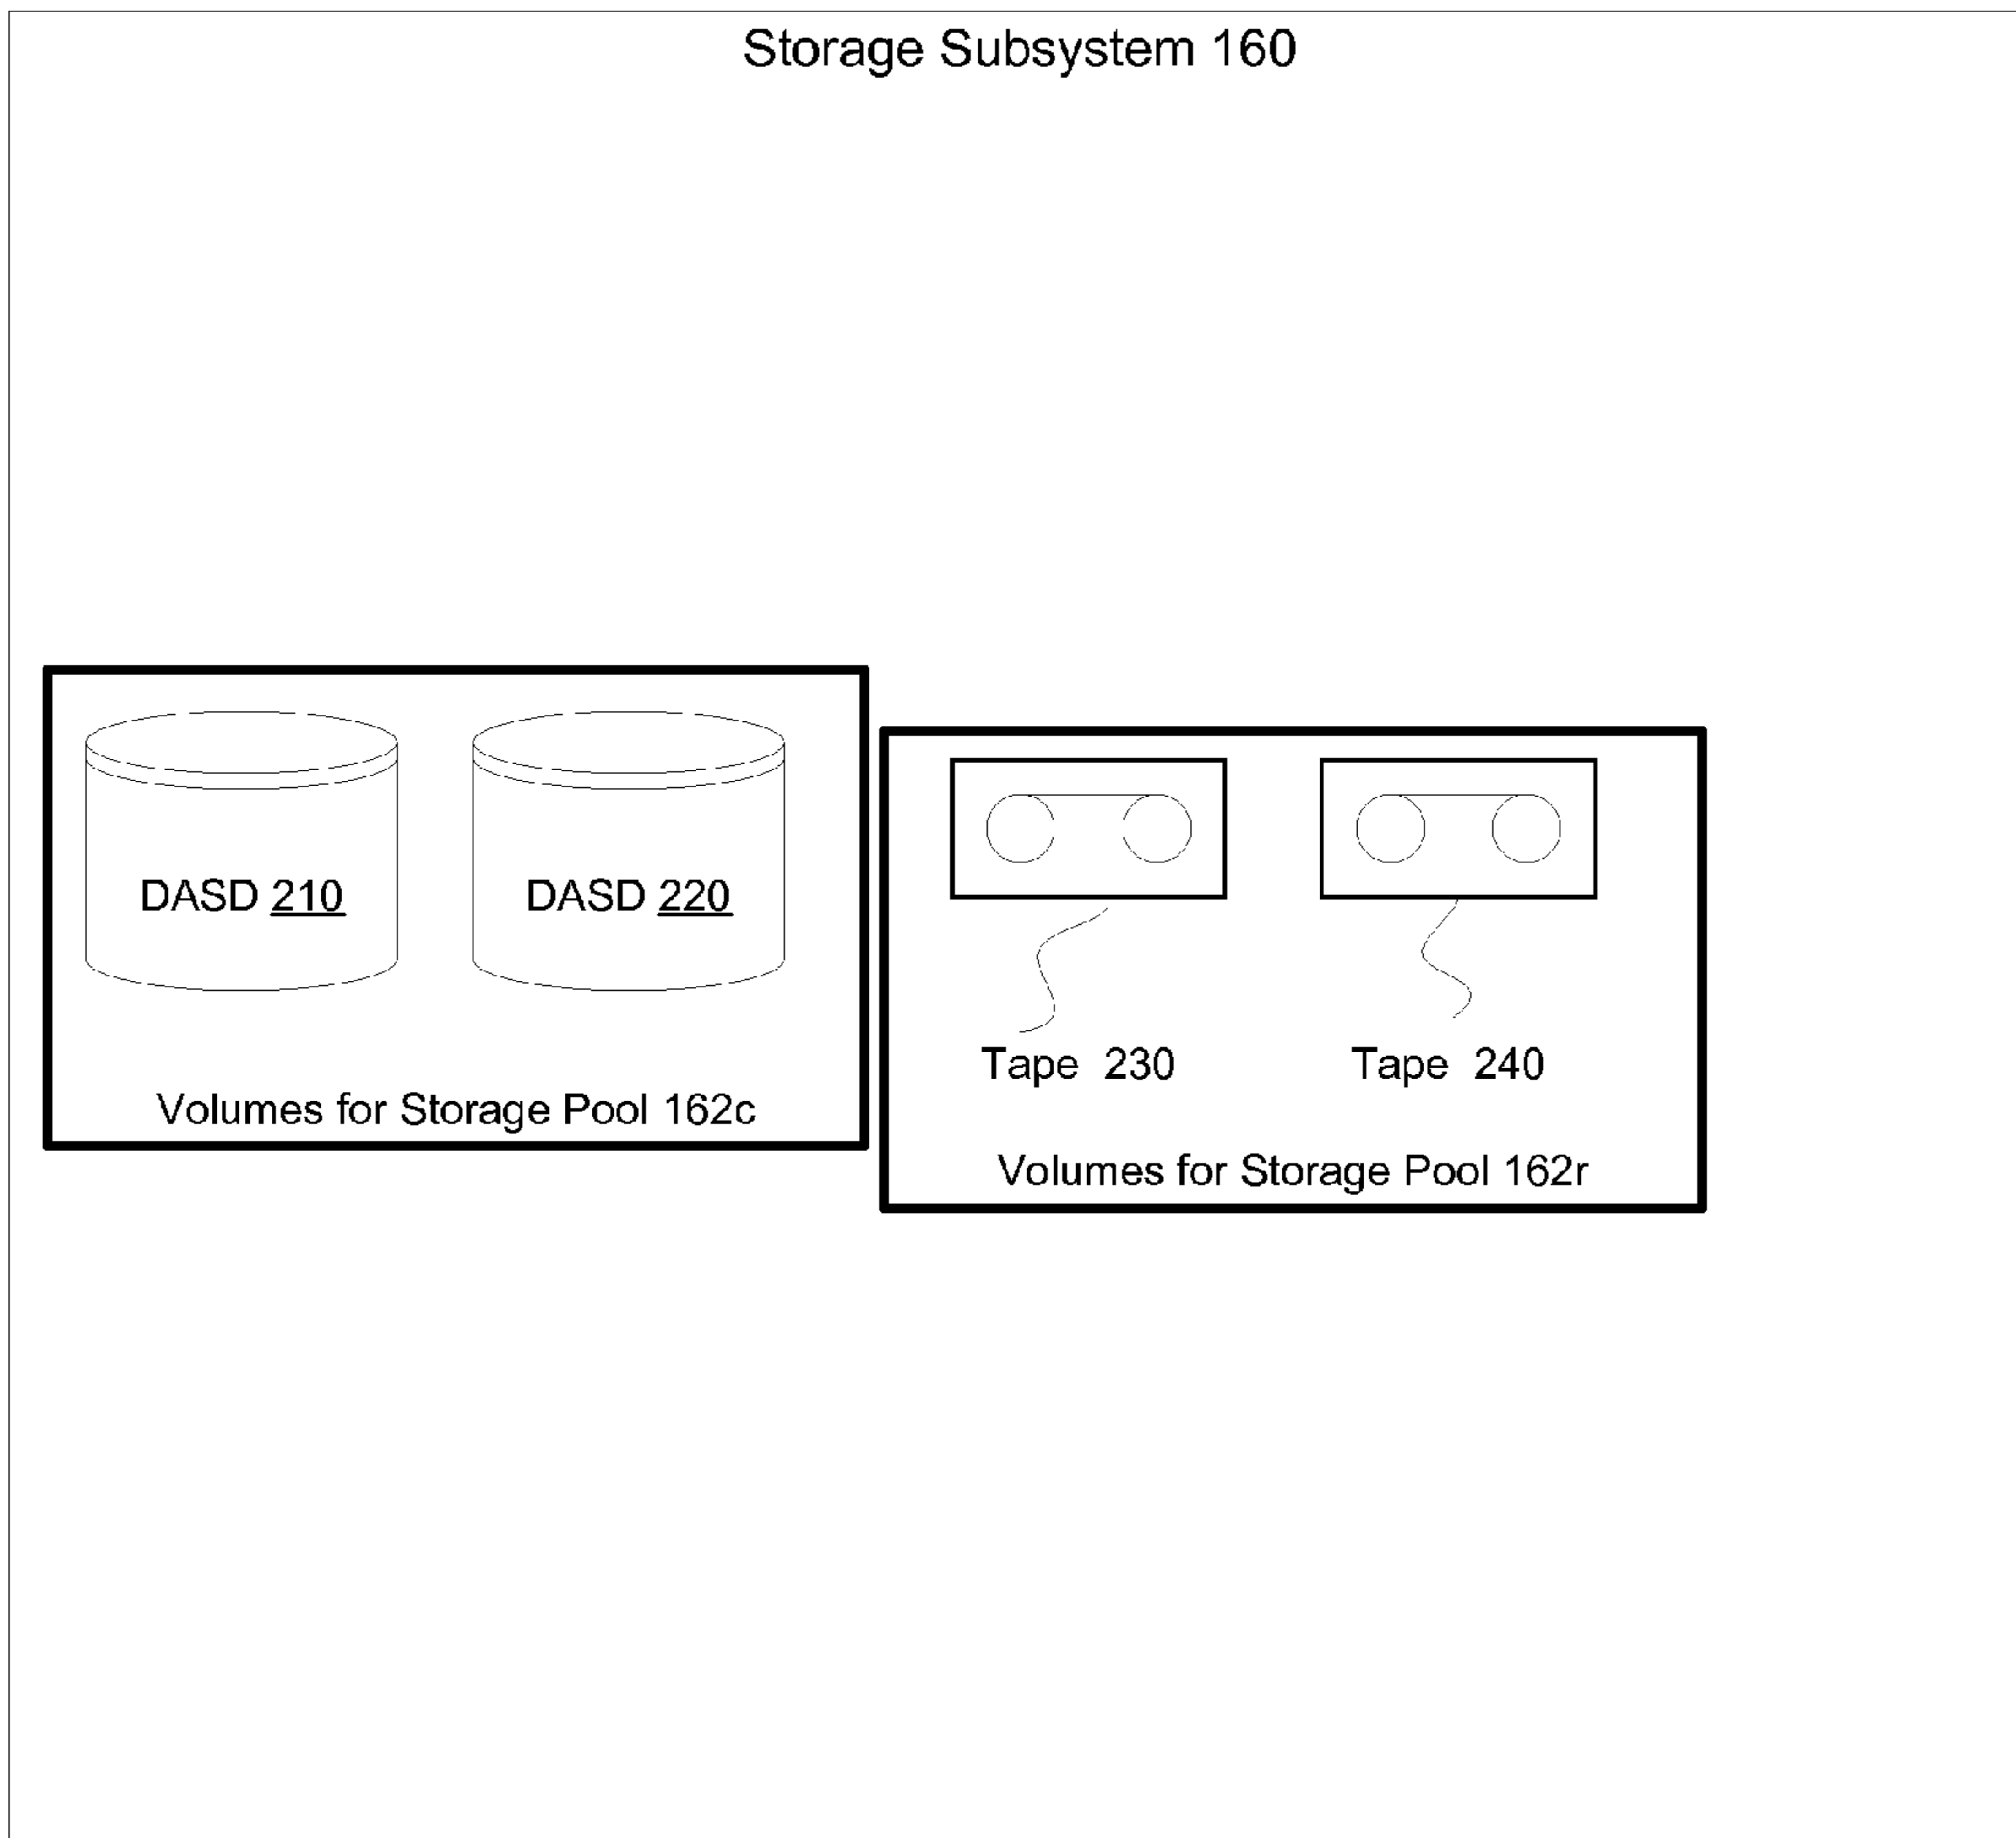 Storage Subsystem 160
DASD 210
DASD 220
Volumes for Storage Pool 162c
Tape 230
Tape 240
Volumes for Storage Pool 162r